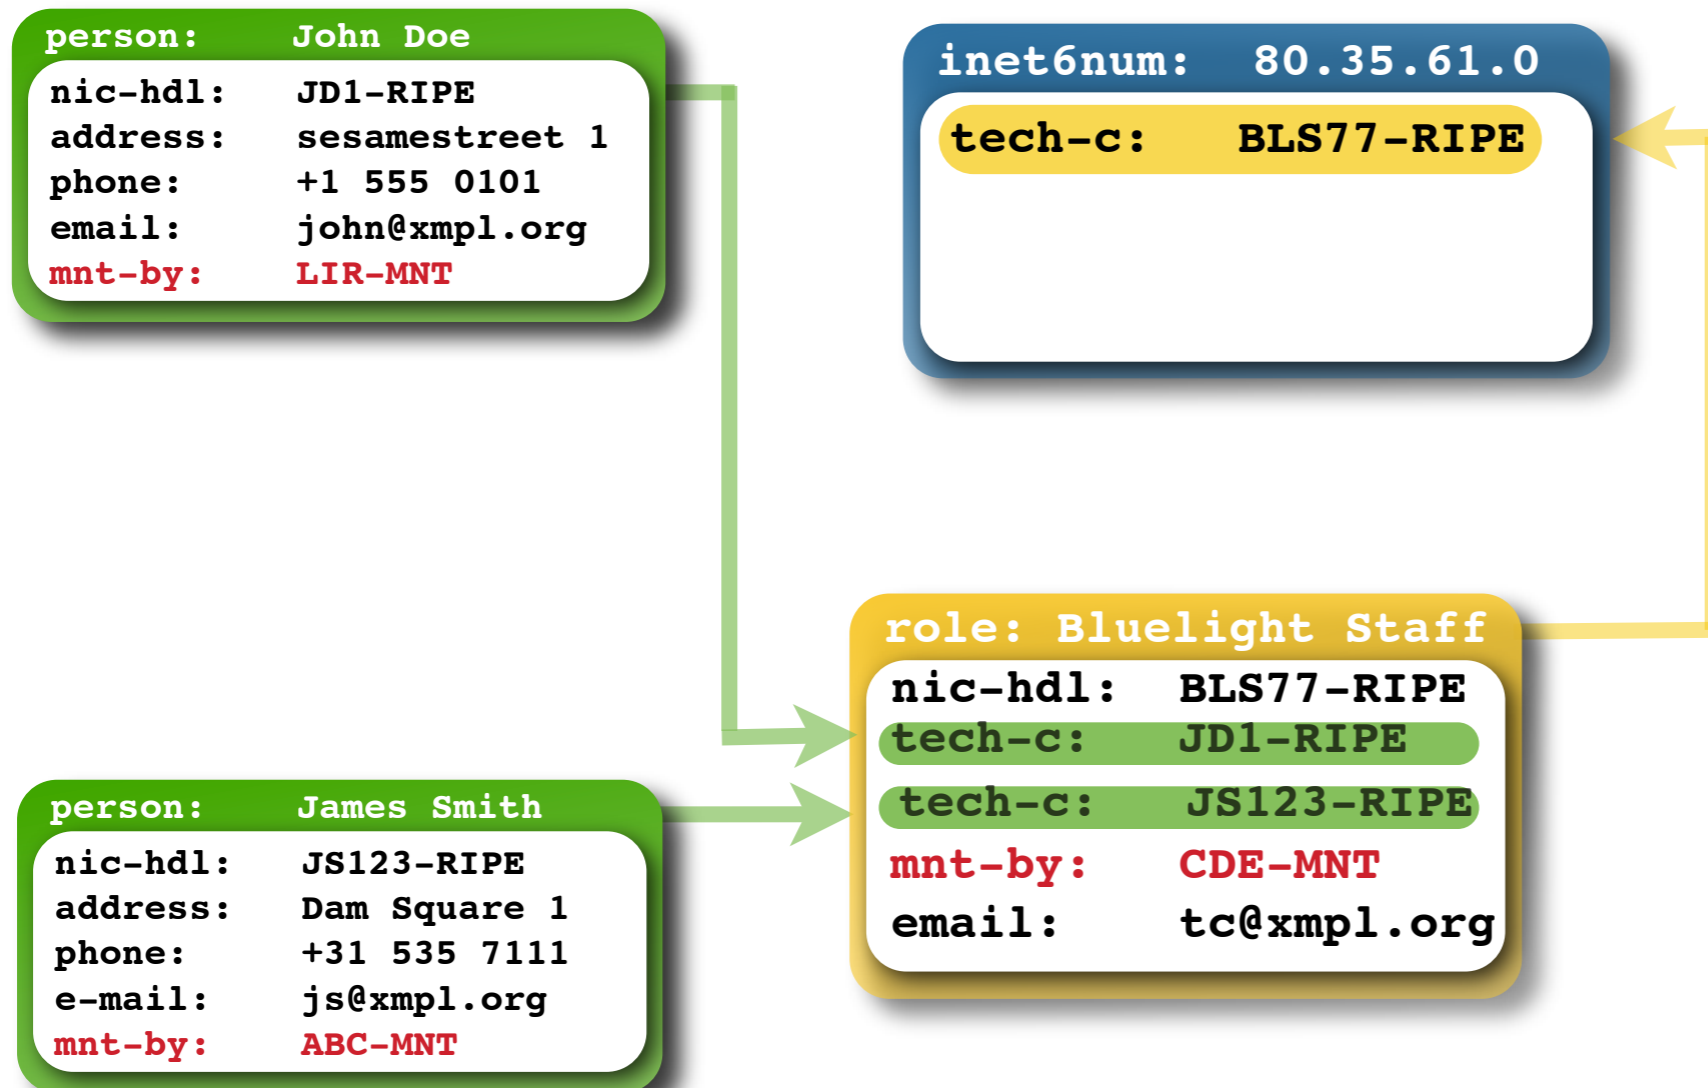 person: John Doe
nic-hdl: JD1-RIPE
address: sesamestreet 1
phone: +1 555 0101
email: john@xmpl.org
mnt-by: LIR-MNT
inet6num: 80.35.61.0
tech-c: BLS77-RIPE
role: Bluelight Staff
nic-hdl: BLS77-RIPE
tech-c: JD1-RIPE
tech-c: JS123-RIPE
mnt-by: CDE-MNT
email: tc@xmpl.org
person: James Smith
nic-hdl: JS123-RIPE
address: Dam Square 1
phone: +31 535 7111
e-mail: js@xmpl.org
mnt-by: ABC-MNT